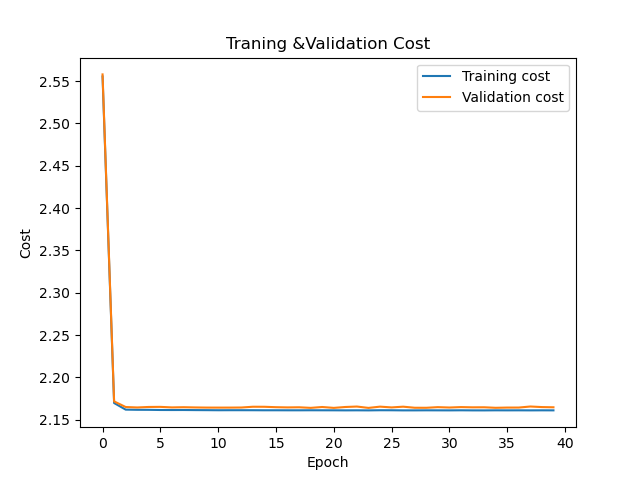 Traning &Validation Cost
Training cost
Validation cost
2.55
2.50
2.45
2.40
2.35
2.30
2.25
2.20
2.15
Cost
0 5 10 15 20 25 30 35 40
Epoch